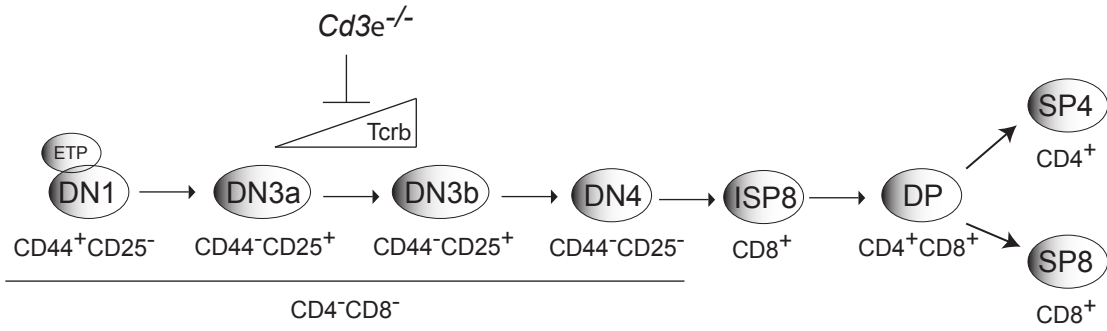 Cd3e-/-
Tcrb
ETP
DN1
DN3a
DN3b
DN4
ISP8
DP
SP4
CD4+
SP8
CD8+
CD44+CD25-
CD44-CD25+
CD44-CD25+
CD44-CD25-
CD8+
CD4+CD8+
CD4-CD8-